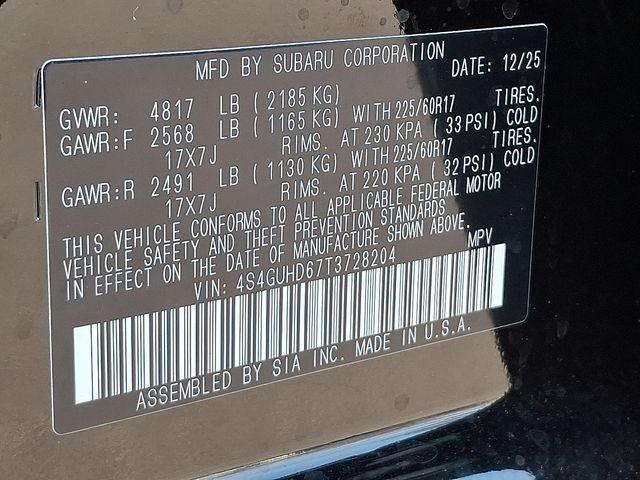 MFD BY SUBARU CORPORATION DATE: 12/25
GVWR: 4817 LB ( 2185 KG)
GAWR:F 2568 LB ( 1165 KG) WITH 225/60R17 TIRES.
17X7J RIMS. AT 230 KPA ( 33 PSI) COLD
GAWR:R 2491 LB ( 1130 KG) WITH 225/60R17 TIRES.
17X7J RIMS. AT 220 KPA ( 32 PSI) COLD
THIS VEHICLE CONFORMS TO ALL APPLICABLE FEDERAL MOTOR
VEHICLE SAFETY AND THEFT PREVENTION STANDARDS
IN EFFECT ON THE DATE OF MANUFACTURE SHOWN ABOVE.
VIN: 4S4GUHD67T3728204 MPV
ASSEMBLED BY SIA INC. MADE IN U.S.A.